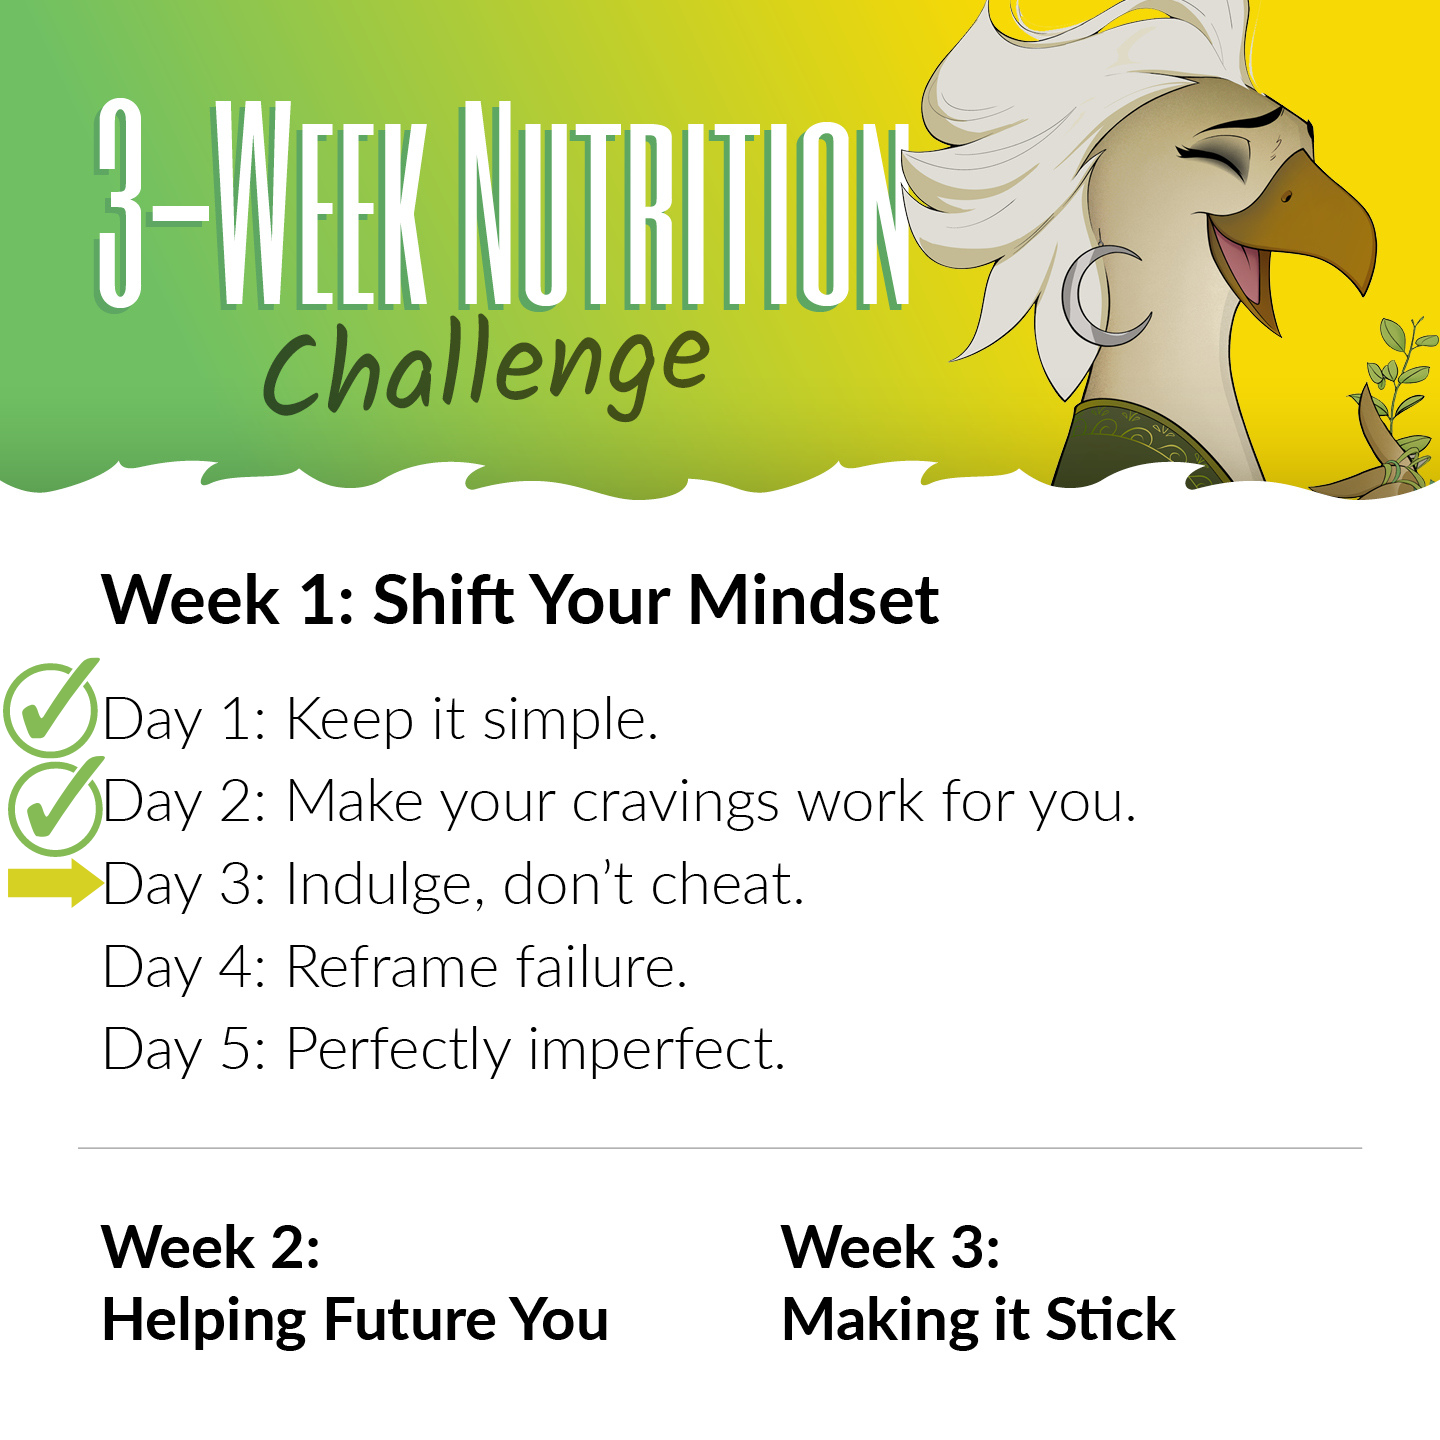 3-Week Nutrition
Challenge
Week 1: Shift Your Mindset
Day 1: Keep it simple.
Day 2: Make your cravings work for you.
Day 3: Indulge, don’t cheat.
Day 4: Reframe failure.
Day 5: Perfectly imperfect.
Week 2:
Helping Future You
Week 3:
Making it Stick